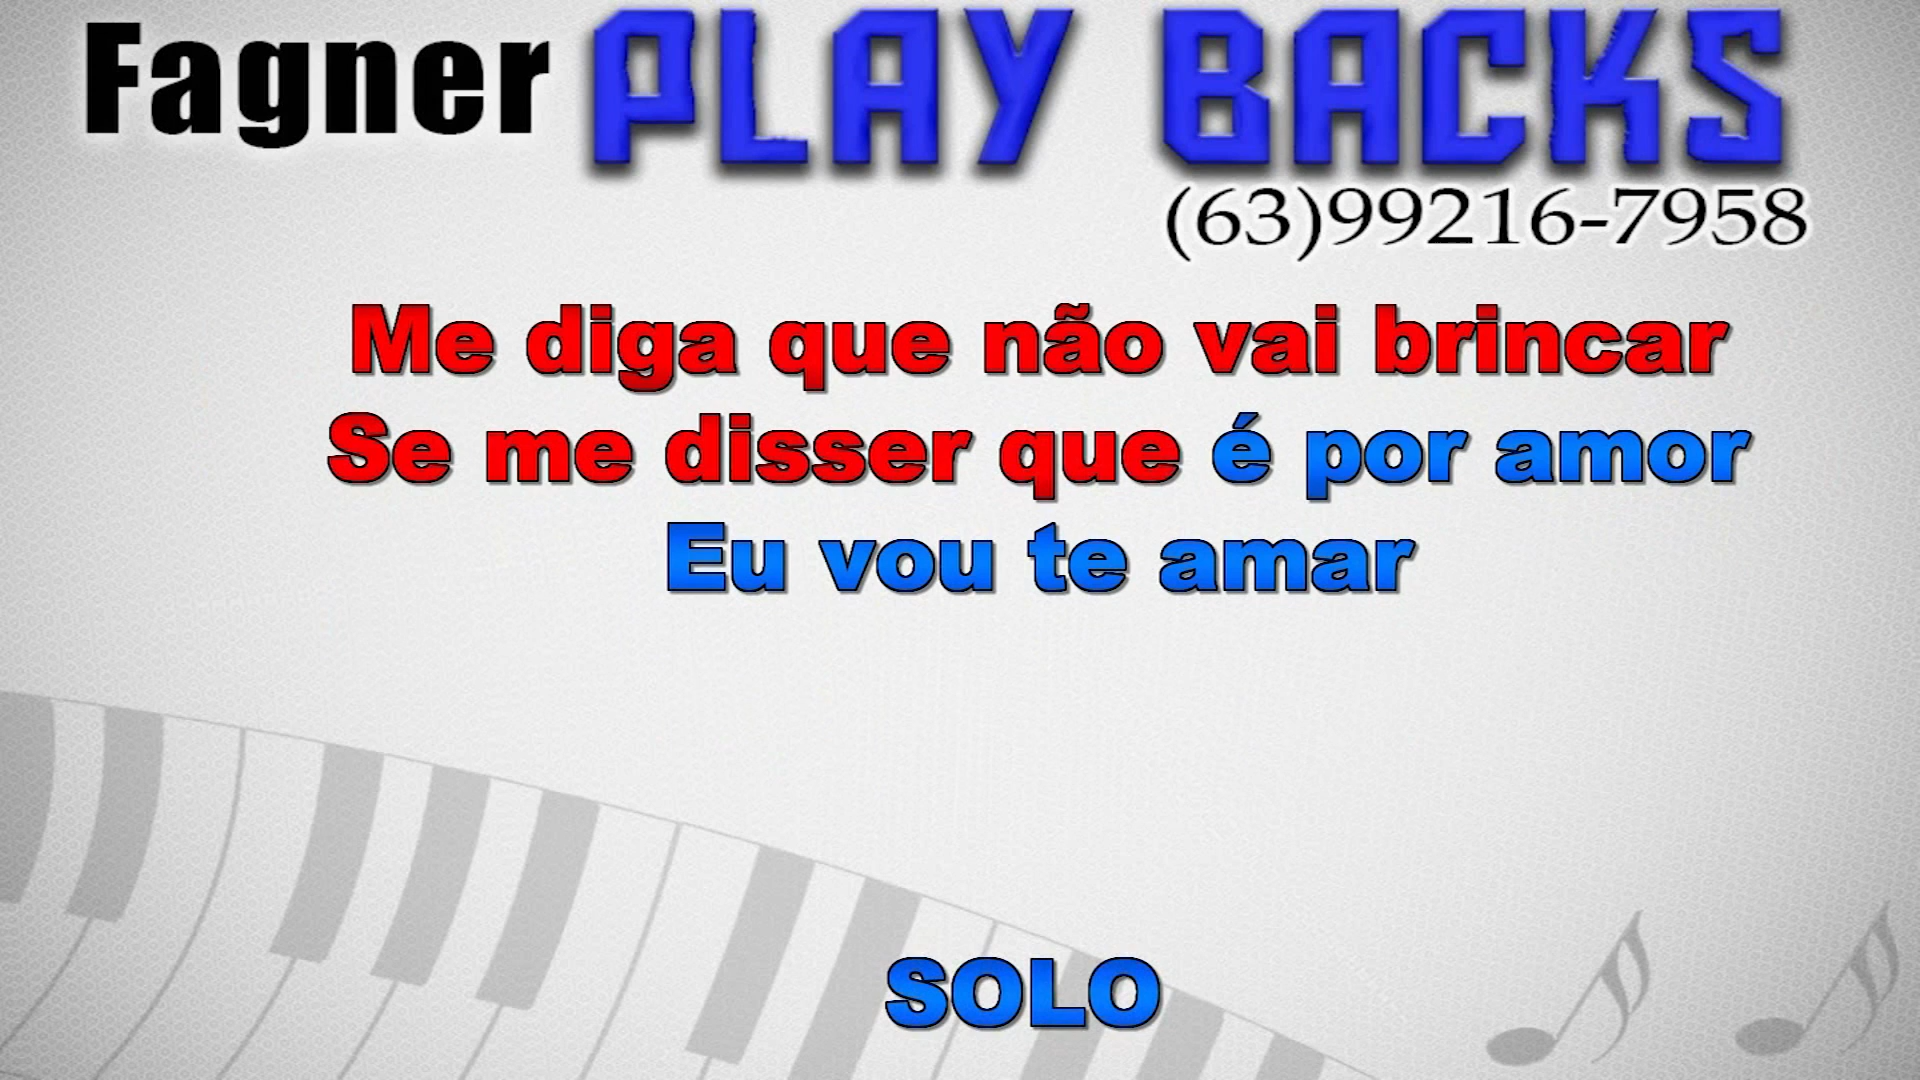 Fagner PLAY BACKS
(63)99216-7958
Me diga que não vai brincar
Se me disser que é por amor
Eu vou te amar
SOLO